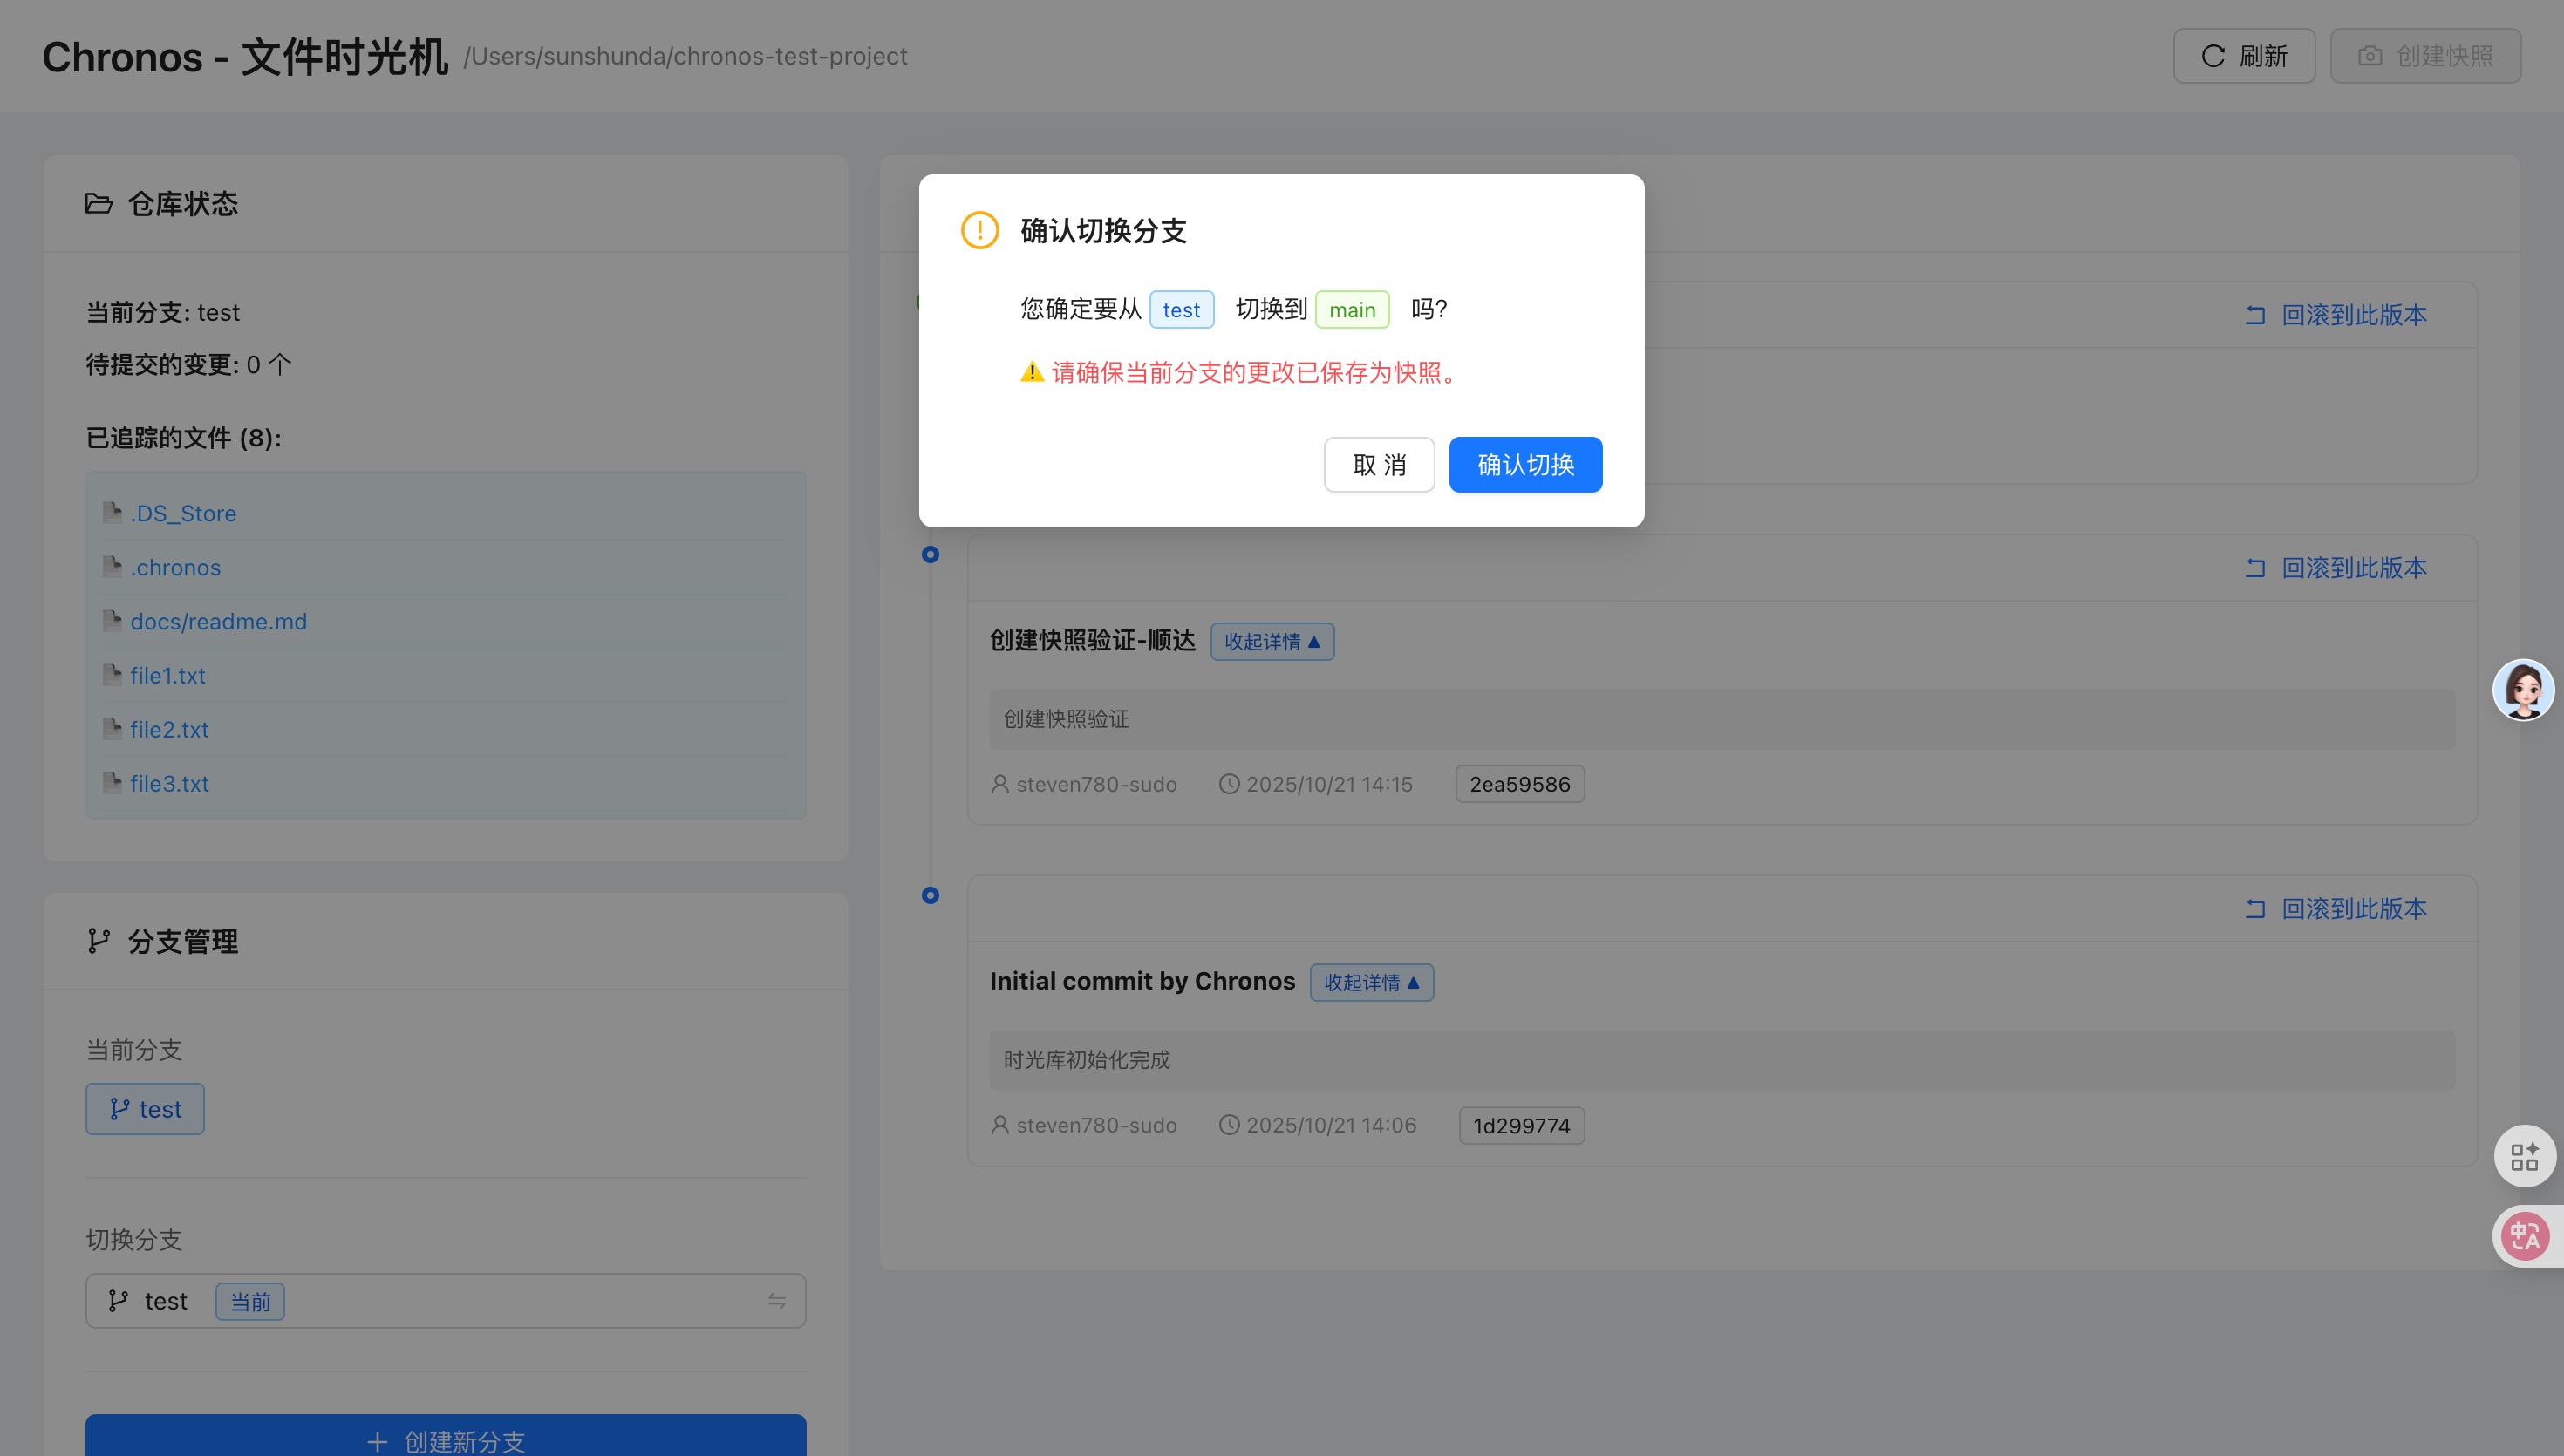 Chronos - 文件时光机 /Users/sunshunda/chronos-test-project
刷新
创建快照
仓库状态
当前分支: test
待提交的变更: 0 个
已追踪的文件 (8):
.DS_Store
.chronos
docs/readme.md
file1.txt
file2.txt
file3.txt
分支管理
当前分支
test
切换分支
test 当前
+ 创建新分支
确认切换分支
您确定要从 test 切换到 main 吗?
请确保当前分支的更改已保存为快照。
取 消
确认切换
回滚到此版本
回滚到此版本
创建快照验证-顺达 收起详情 ▲
创建快照验证
steven780-sudo 2025/10/21 14:15 2ea59586
回滚到此版本
Initial commit by Chronos 收起详情 ▲
时光库初始化完成
steven780-sudo 2025/10/21 14:06 1d299774
中A